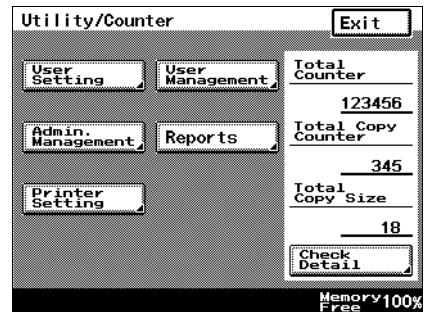 Utility/Counter
Exit
User
Setting
User
Management
Total
Counter
123456
Admin.
Management
Reports
Total Copy
Counter
345
Printer
Setting
Total
Copy Size
18
Check
Detail
Memory
Free
100%